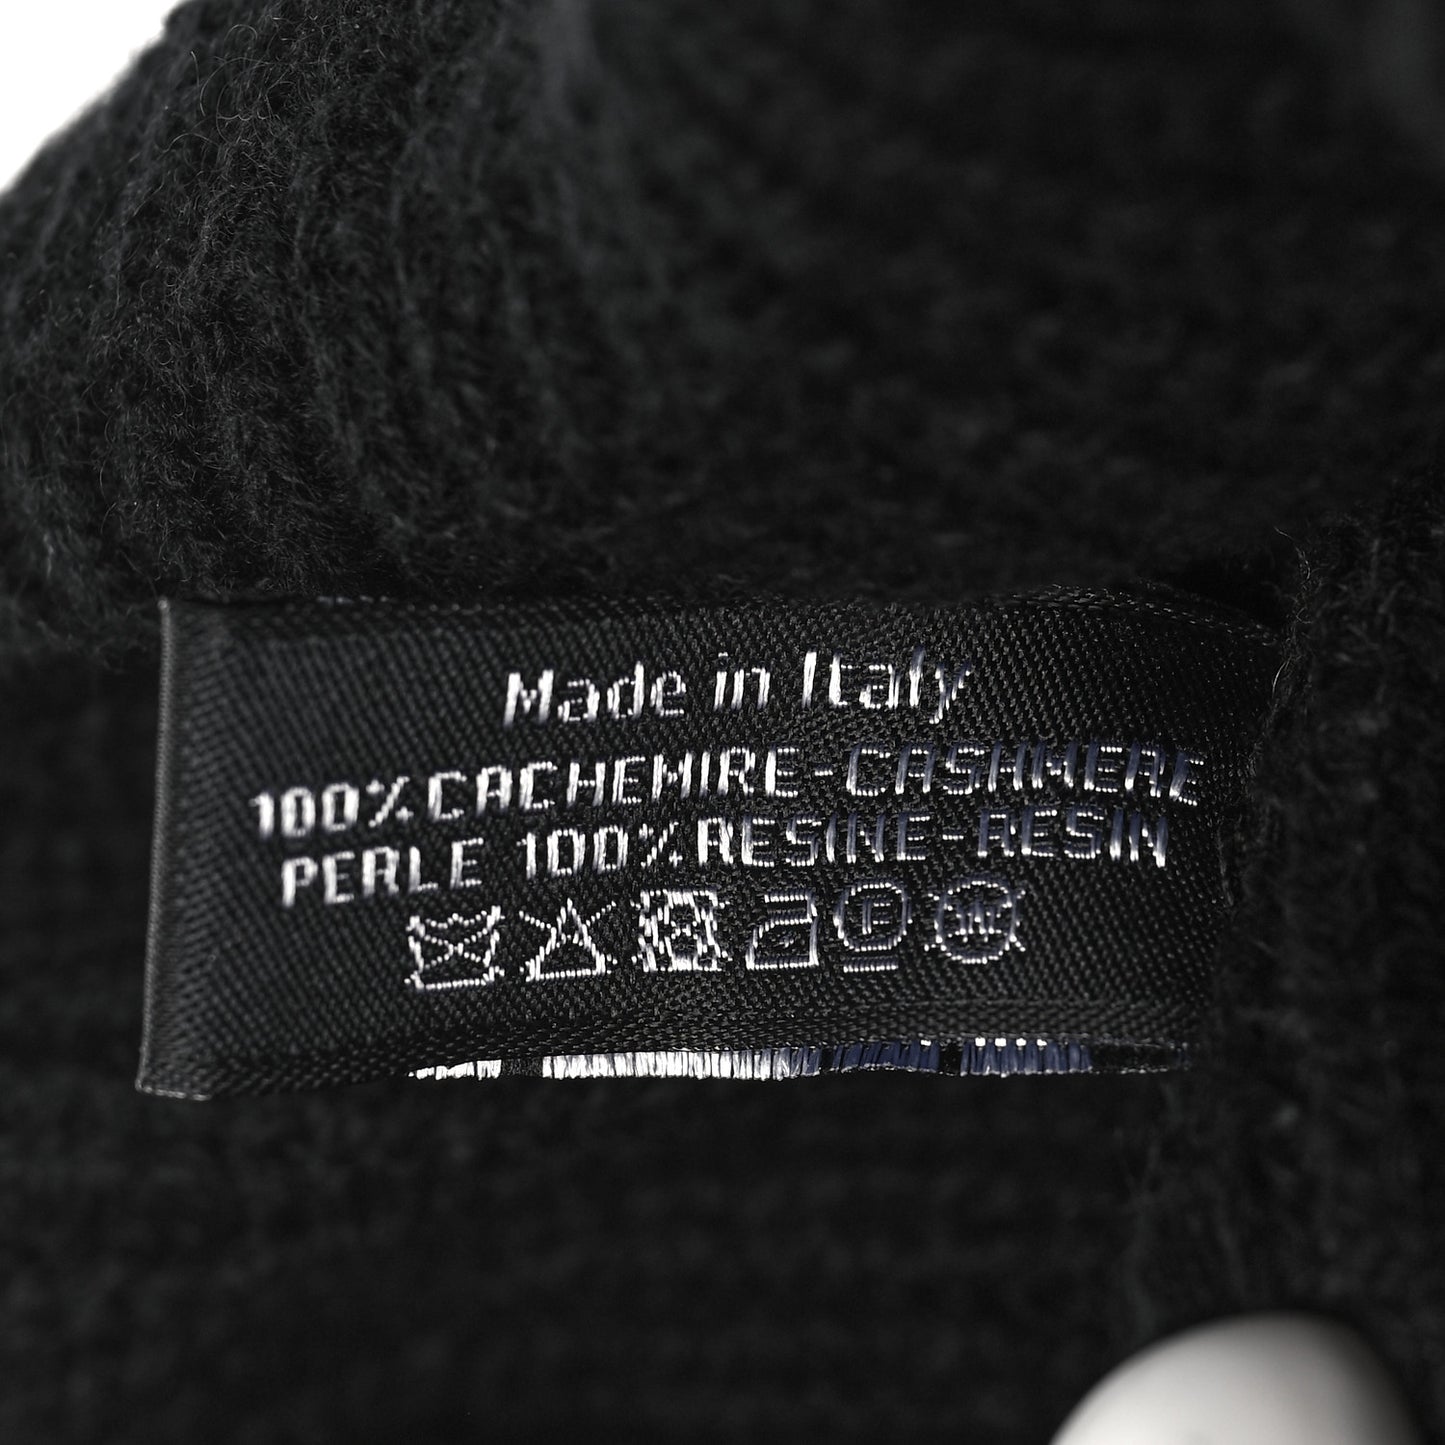 Made in Italy
100% CACHEMIRE-CASHMERE
PERLE 100% RESINE-RESIN
F W